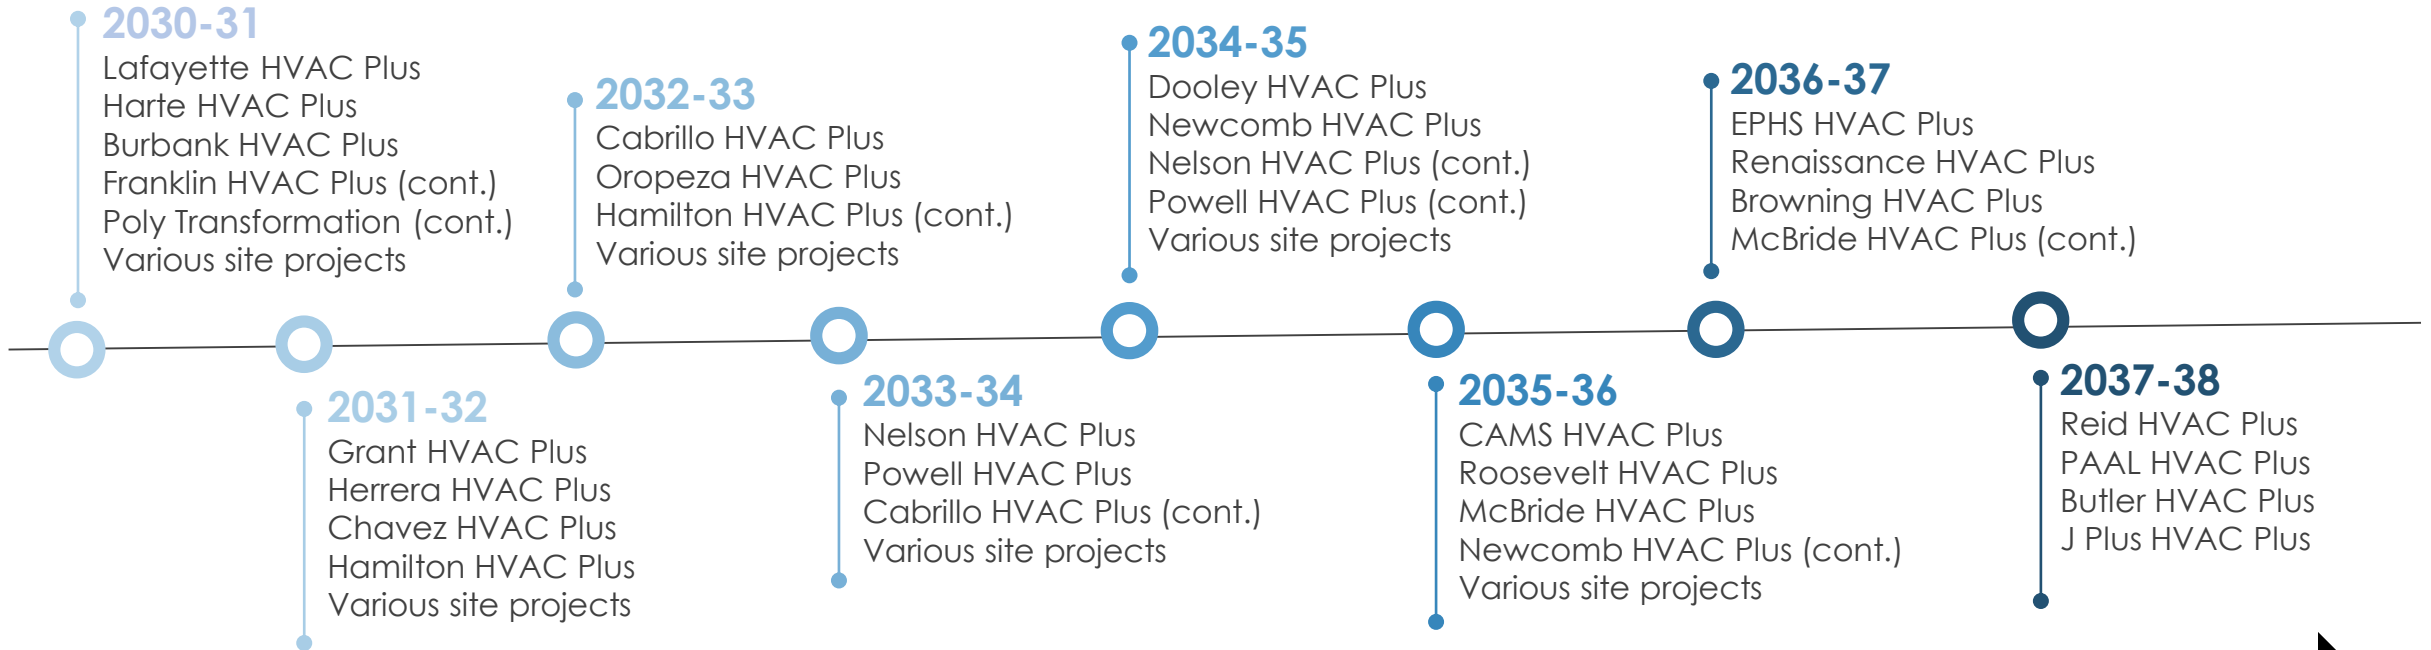 2030-31
Lafayette HVAC Plus
Harte HVAC Plus
Burbank HVAC Plus
Franklin HVAC Plus (cont.)
Poly Transformation (cont.)
Various site projects
2031-32
Grant HVAC Plus
Herrera HVAC Plus
Chavez HVAC Plus
Hamilton HVAC Plus
Various site projects
2032-33
Cabrillo HVAC Plus
Oropeza HVAC Plus
Hamilton HVAC Plus (cont.)
Various site projects
2033-34
Nelson HVAC Plus
Powell HVAC Plus
Cabrillo HVAC Plus (cont.)
Various site projects
2034-35
Dooley HVAC Plus
Newcomb HVAC Plus
Nelson HVAC Plus (cont.)
Powell HVAC Plus (cont.)
Various site projects
2035-36
CAMS HVAC Plus
Roosevelt HVAC Plus
McBride HVAC Plus
Newcomb HVAC Plus (cont.)
Various site projects
2036-37
EPHS HVAC Plus
Renaissance HVAC Plus
Browning HVAC Plus
McBride HVAC Plus (cont.)
2037-38
Reid HVAC Plus
PAAL HVAC Plus
Butler HVAC Plus
J Plus HVAC Plus